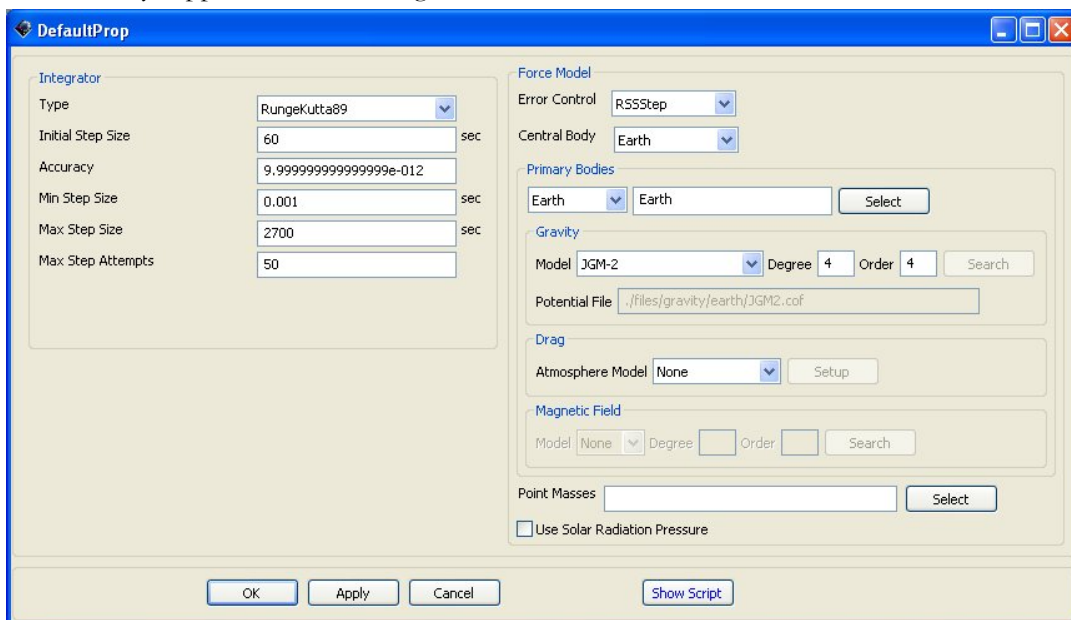 DefaultProp
Integrator
Type RungeKutta89
Initial Step Size 60 sec
Accuracy 9.999999999999999e-012
Min Step Size 0.001 sec
Max Step Size 2700 sec
Max Step Attempts 50
Force Model
Error Control RSSStep
Central Body Earth
Primary Bodies
Earth Earth Select
Gravity
Model JGM-2 Degree 4 Order 4 Search
Potential File ./files/gravity/earth/JGM2.cof
Drag
Atmosphere Model None Setup
Magnetic Field
Model None Degree Order Search
Point Masses Select
Use Solar Radiation Pressure
OK Apply Cancel Show Script